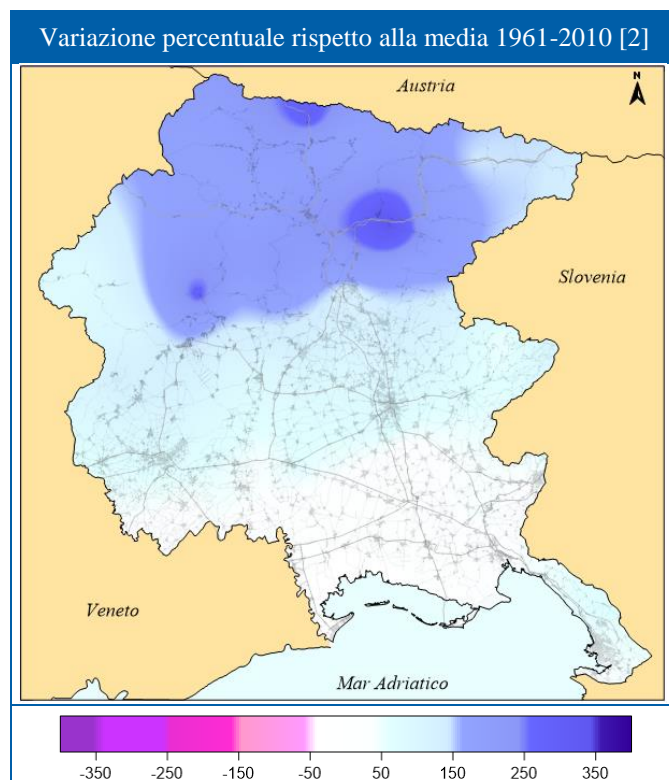 Variazione percentuale rispetto alla media 1961-2010 [2]
Austria
N
Slovenia
Veneto
Mar Adriatico
-350 -250 -150 -50 50 150 250 350